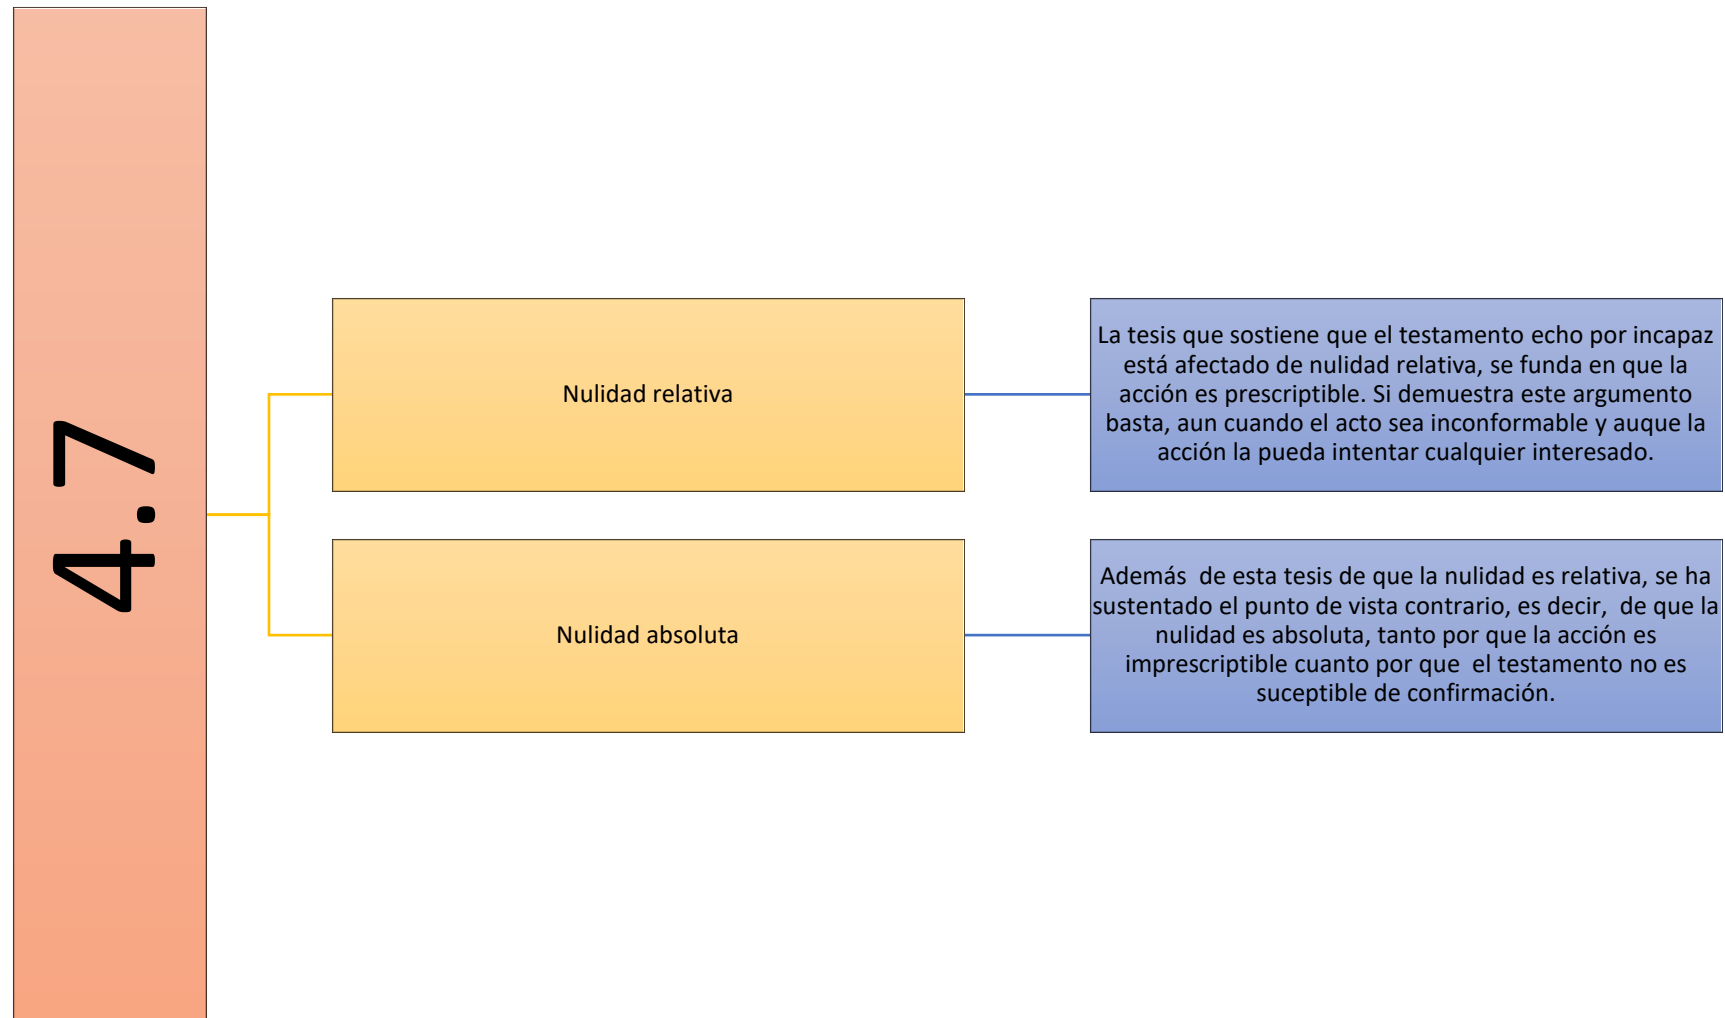 4.7
Nulidad relativa
La tesis que sostiene que el testamento echo por incapaz
está afectado de nulidad relativa, se funda en que la
acción es prescriptible. Si demuestra este argumento
basta, aun cuando el acto sea inconformable y auque la
acción la pueda intentar cualquier interesado.
Nulidad absoluta
Además  de esta tesis de que la nulidad es relativa, se ha
sustentado el punto de vista contrario, es decir,  de que la
nulidad es absoluta, tanto por que la acción es
imprescriptible cuanto por que  el testamento no es
suceptible de confirmación.